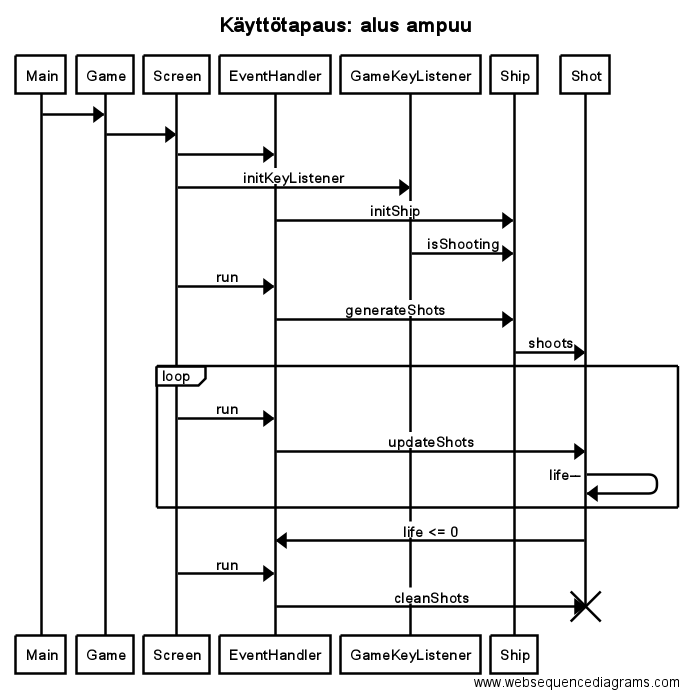 Käyttötapaus: alus ampuu
Main Game Screen EventHandler GameKeyListener Ship Shot
initKeyListener
initShip
isShooting
run
generateShots
shoots
loop
run
updateShots
life--
life <= 0
run
cleanShots
Main Game Screen EventHandler GameKeyListener Ship
www.websequencediagrams.com